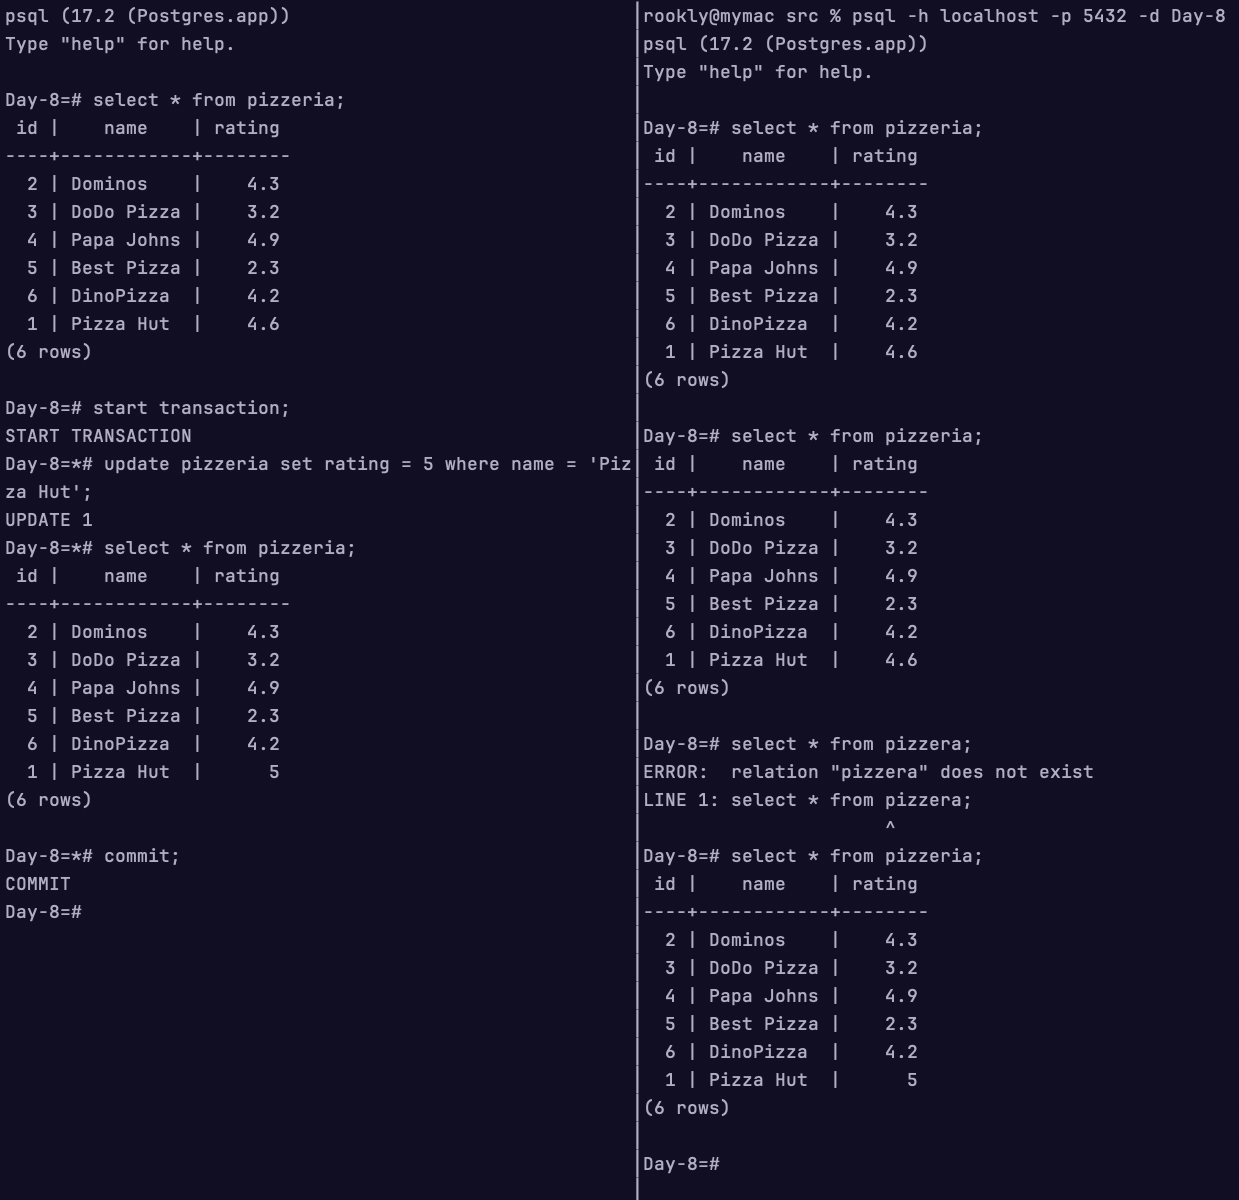 psql (17.2 (Postgres.app))
Type "help" for help.

Day-8=# select * from pizzeria;
 id |    name    | rating
----+------------+--------
  2 | Dominos    |    4.3
  3 | DoDo Pizza |    3.2
  4 | Papa Johns |    4.9
  5 | Best Pizza |    2.3
  6 | DinoPizza  |    4.2
  1 | Pizza Hut  |    4.6
(6 rows)

Day-8=# start transaction;
START TRANSACTION
Day-8=*# update pizzeria set rating = 5 where name = 'Piz
za Hut';
UPDATE 1
Day-8=*# select * from pizzeria;
 id |    name    | rating
----+------------+--------
  2 | Dominos    |    4.3
  3 | DoDo Pizza |    3.2
  4 | Papa Johns |    4.9
  5 | Best Pizza |    2.3
  6 | DinoPizza  |    4.2
  1 | Pizza Hut  |      5
(6 rows)

Day-8=*# commit;
COMMIT
Day-8=#
rookly@mymac src % psql -h localhost -p 5432 -d Day-8
psql (17.2 (Postgres.app))
Type "help" for help.

Day-8=# select * from pizzeria;
 id |    name    | rating
----+------------+--------
  2 | Dominos    |    4.3
  3 | DoDo Pizza |    3.2
  4 | Papa Johns |    4.9
  5 | Best Pizza |    2.3
  6 | DinoPizza  |    4.2
  1 | Pizza Hut  |    4.6
(6 rows)

Day-8=# select * from pizzeria;
 id |    name    | rating
----+------------+--------
  2 | Dominos    |    4.3
  3 | DoDo Pizza |    3.2
  4 | Papa Johns |    4.9
  5 | Best Pizza |    2.3
  6 | DinoPizza  |    4.2
  1 | Pizza Hut  |    4.6
(6 rows)

Day-8=# select * from pizzera;
ERROR:  relation "pizzera" does not exist
LINE 1: select * from pizzera;
                      ^
Day-8=# select * from pizzeria;
 id |    name    | rating
----+------------+--------
  2 | Dominos    |    4.3
  3 | DoDo Pizza |    3.2
  4 | Papa Johns |    4.9
  5 | Best Pizza |    2.3
  6 | DinoPizza  |    4.2
  1 | Pizza Hut  |      5
(6 rows)

Day-8=#